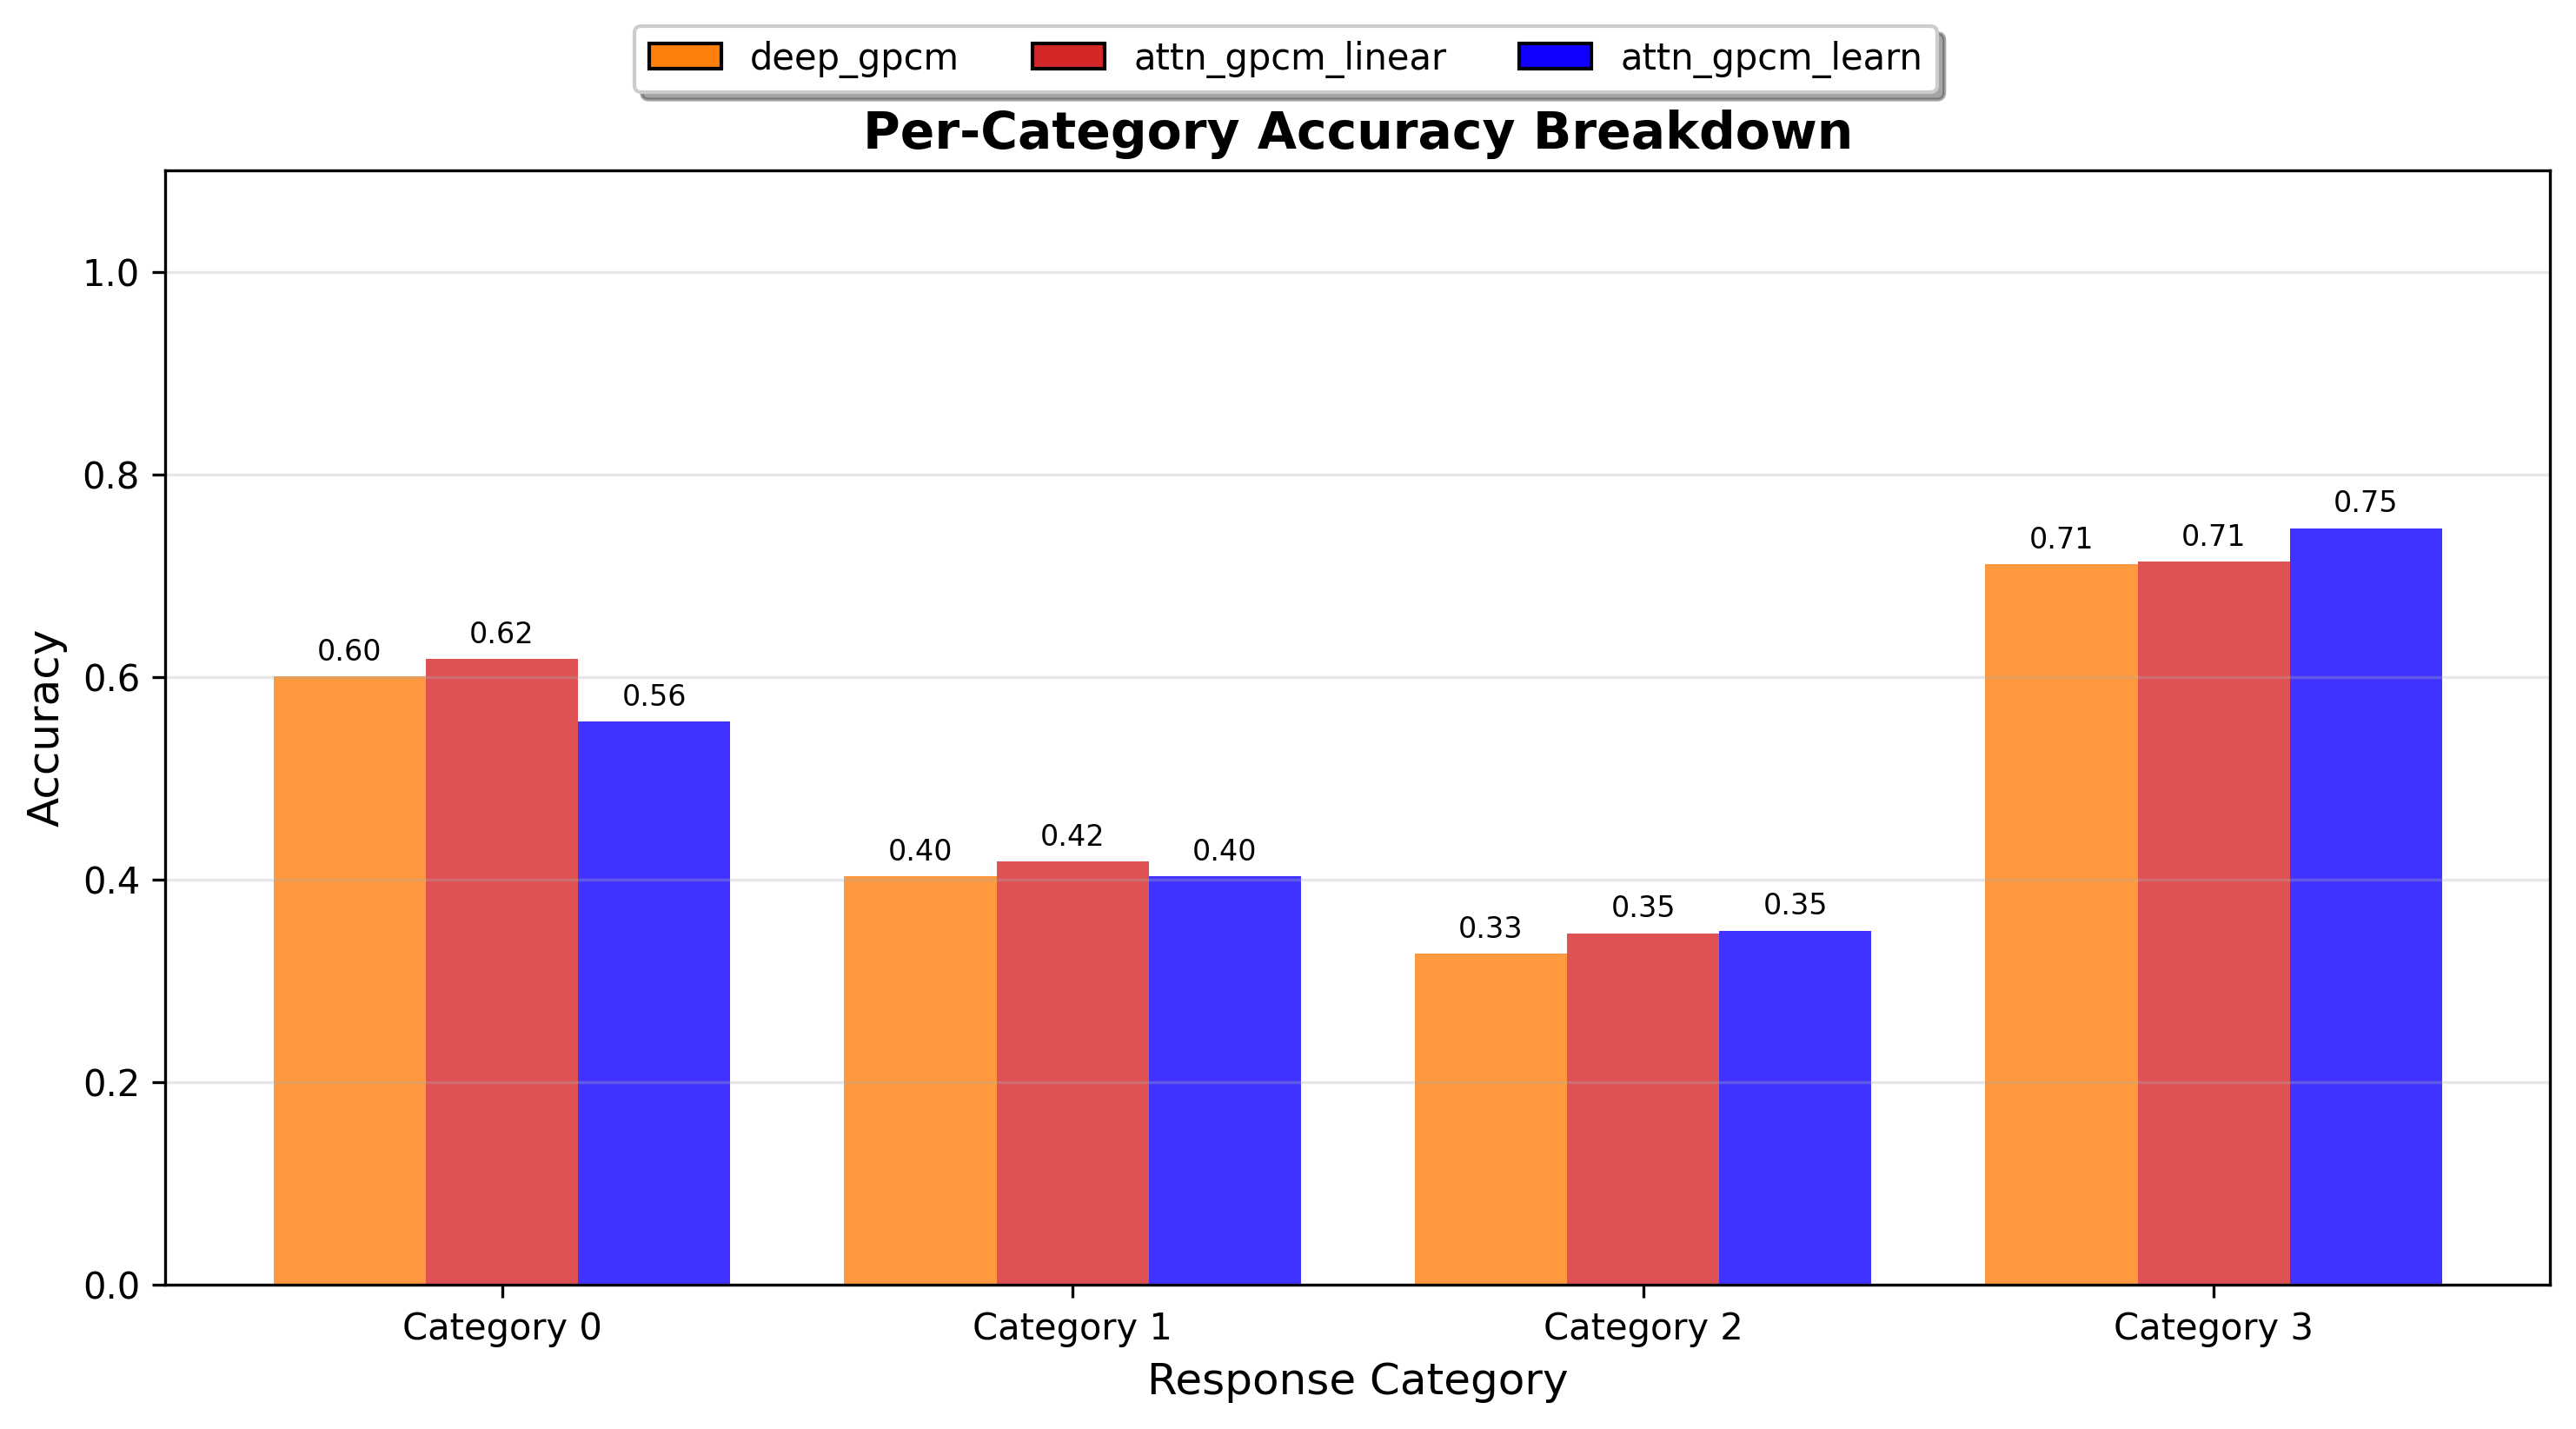 deep_gpcm attn_gpcm_linear attn_gpcm_learn
Per-Category Accuracy Breakdown
1.0
0.8
0.6
0.4
0.2
0.0
Accuracy
0.60 0.62 0.56
0.40 0.42 0.40
0.33 0.35 0.35
0.71 0.71 0.75
Category 0 Category 1 Category 2 Category 3
Response Category